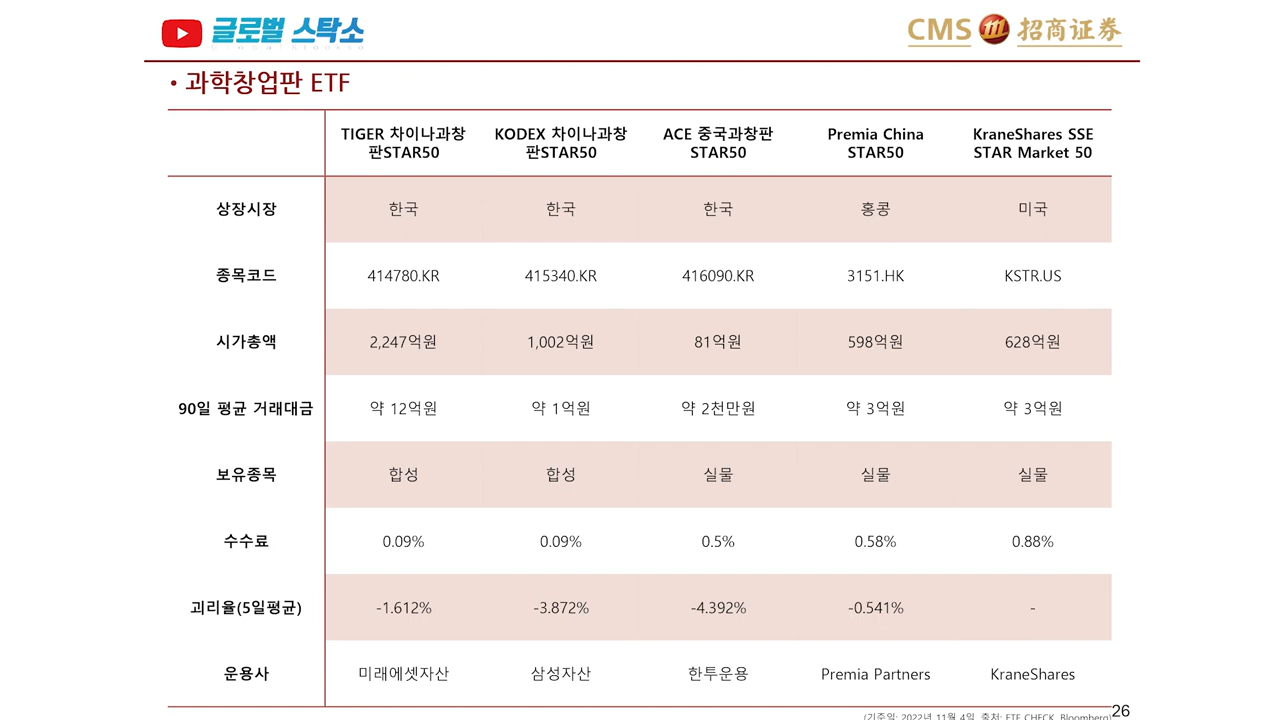 글로벌 스탁소
Global Stockto
CMS 招商证券
• 과학창업판 ETF
TIGER 차이나과창판STAR50 KODEX 차이나과창판STAR50 ACE 중국과창판 STAR50 Premia China STAR50 KraneShares SSE STAR Market 50
상장시장 한국 한국 한국 홍콩 미국
종목코드 414780.KR 415340.KR 416090.KR 3151.HK KSTR.US
시가총액 2,247억원 1,002억원 81억원 598억원 628억원
90일 평균 거래대금 약 12억원 약 1억원 약 2천만원 약 3억원 약 3억원
보유종목 합성 합성 실물 실물 실물
수수료 0.09% 0.09% 0.5% 0.58% 0.88%
괴리율(5일평균) -1.612% -3.872% -4.392% -0.541% -
운용사 미래에셋자산 삼성자산 한투운용 Premia Partners KraneShares
(기준일: 2022년 11월 4일, 출처: ETF CHECK, Bloomberg)
26